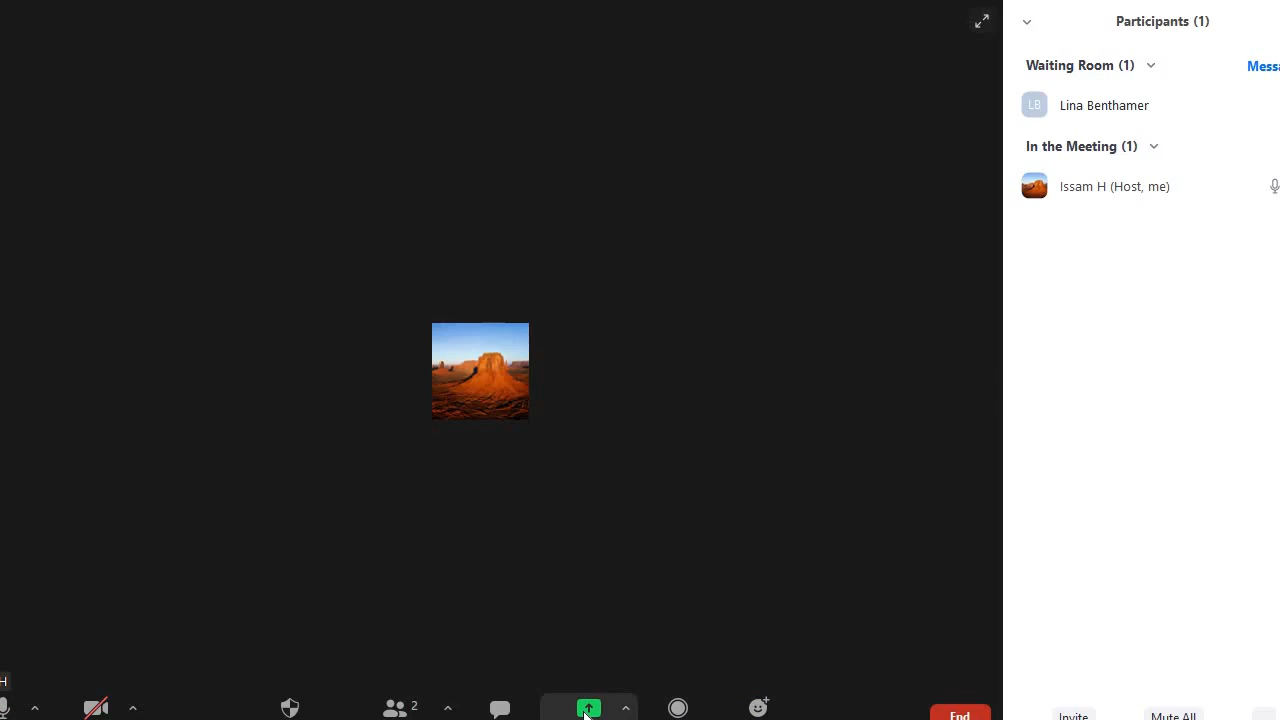 Participants (1)
Waiting Room (1)
Messa
LB
Lina Benthamer
In the Meeting (1)
Issam H (Host, me)
H
2
End
Invite
Mute All